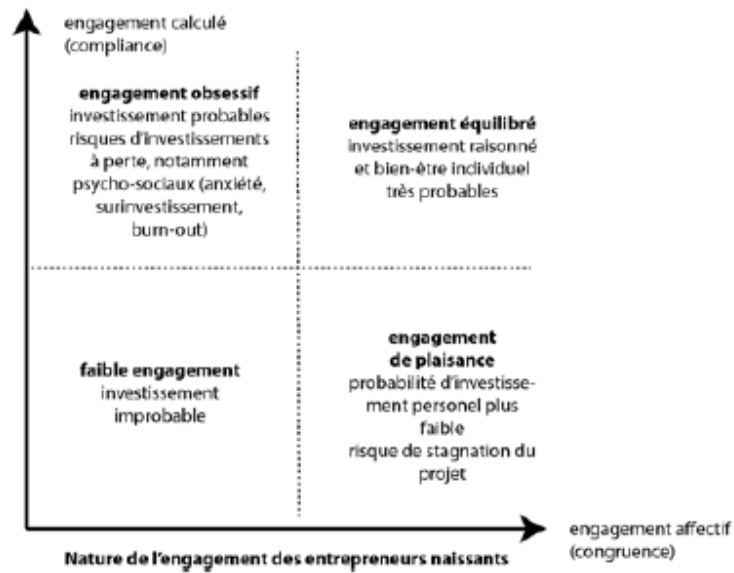 engagement calculé
(compliance)
engagement obsessif
investissement probables
risques d'investissements
à perte, notamment
psycho-sociaux (anxiété,
surinvestissement,
burn-out)
engagement équilibré
investissement raisonné
et bien-être individuel
très probables
faible engagement
investissement
improbable
engagement
de plaisance
probabilité d'investisse-
ment personel plus
faible
risque de stagnation du
projet
engagement affectif
(congruence)
Nature de l'engagement des entrepreneurs naissants